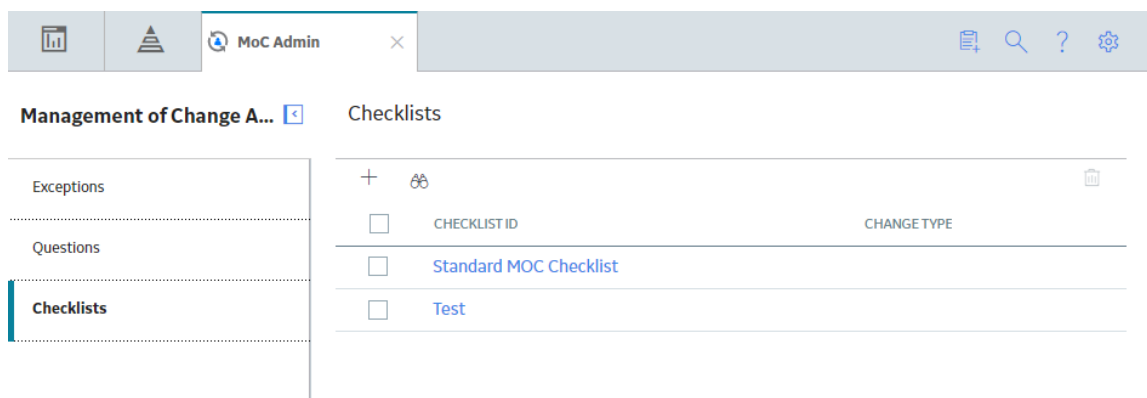 MoC Admin
Management of Change A...
Checklists
Exceptions
Questions
Checklists
CHECKLIST ID
CHANGE TYPE
Standard MOC Checklist
Test